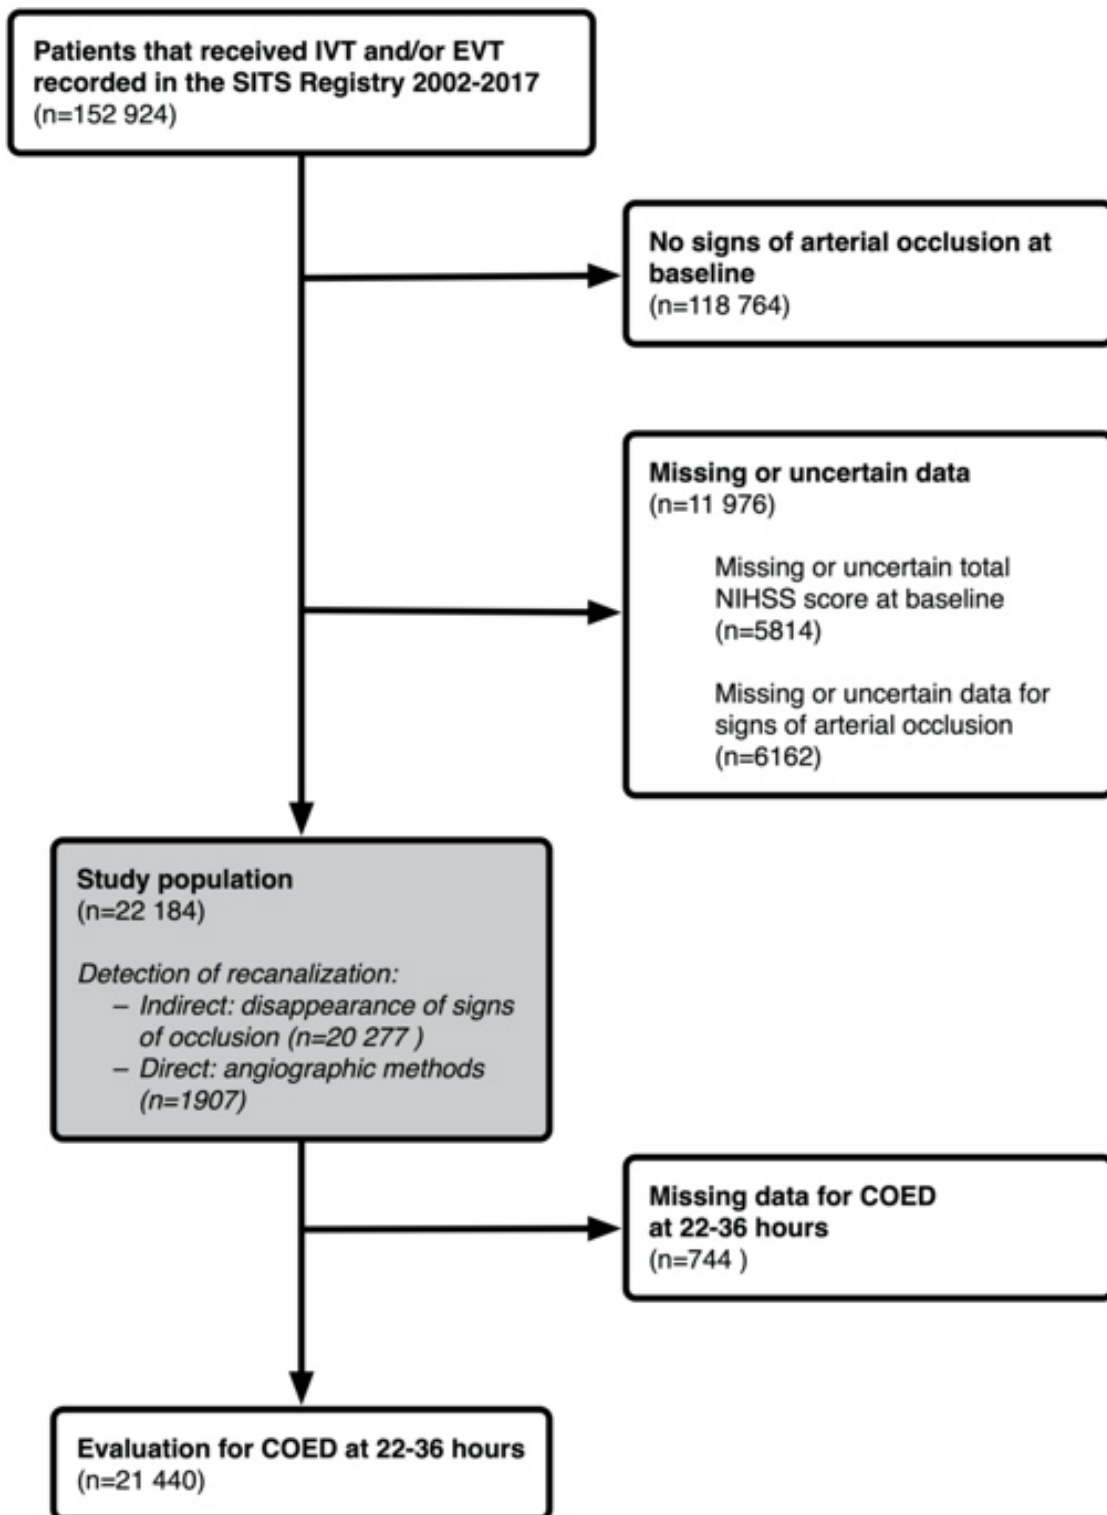 Patients that received IVT and/or EVT
recorded in the SITS Registry 2002-2017
(n=152 924)
No signs of arterial occlusion at
baseline
(n=118 764)
Missing or uncertain data
(n=11 976)
Missing or uncertain total
NIHSS score at baseline
(n=5814)
Missing or uncertain data for
signs of arterial occlusion
(n=6162)
Study population
(n=22 184)
Detection of recanalization:
– Indirect: disappearance of signs
of occlusion (n=20 277 )
– Direct: angiographic methods
(n=1907)
Missing data for COED
at 22-36 hours
(n=744 )
Evaluation for COED at 22-36 hours
(n=21 440)